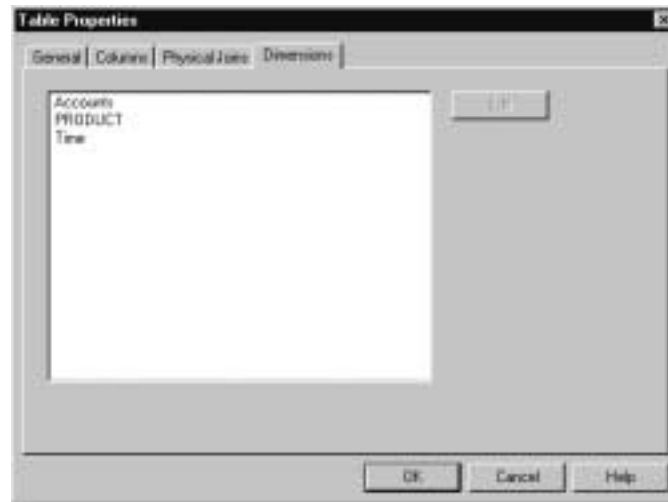 Table Properties
General Columns Physical Joins Dimensions
Accounts
PRODUCT
Time
OK Cancel Help